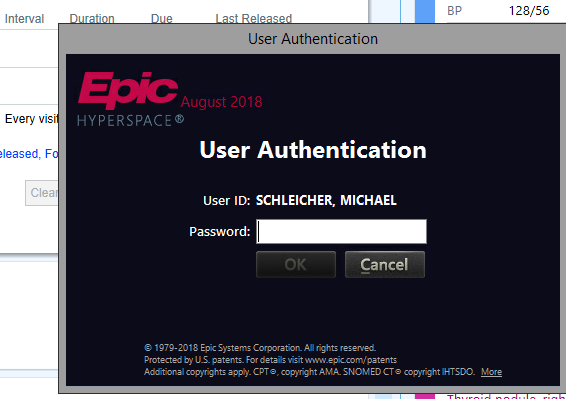 Interval Duration Due Last Released
BP 128/56
User Authentication
Epic August 2018
HYPERSPACE®
User Authentication
Every visi
User ID: SCHLEICHER, MICHAEL
eleased, Fo
Clear
Password:
OK Cancel
© 1979-2018 Epic Systems Corporation. All rights reserved.
Protected by U.S. patents. For details visit www.epic.com/patents
Additional copyrights apply. CPT®, copyright AMA. SNOMED CT® copyright IHTSDO. More
Thyroid nodule, right